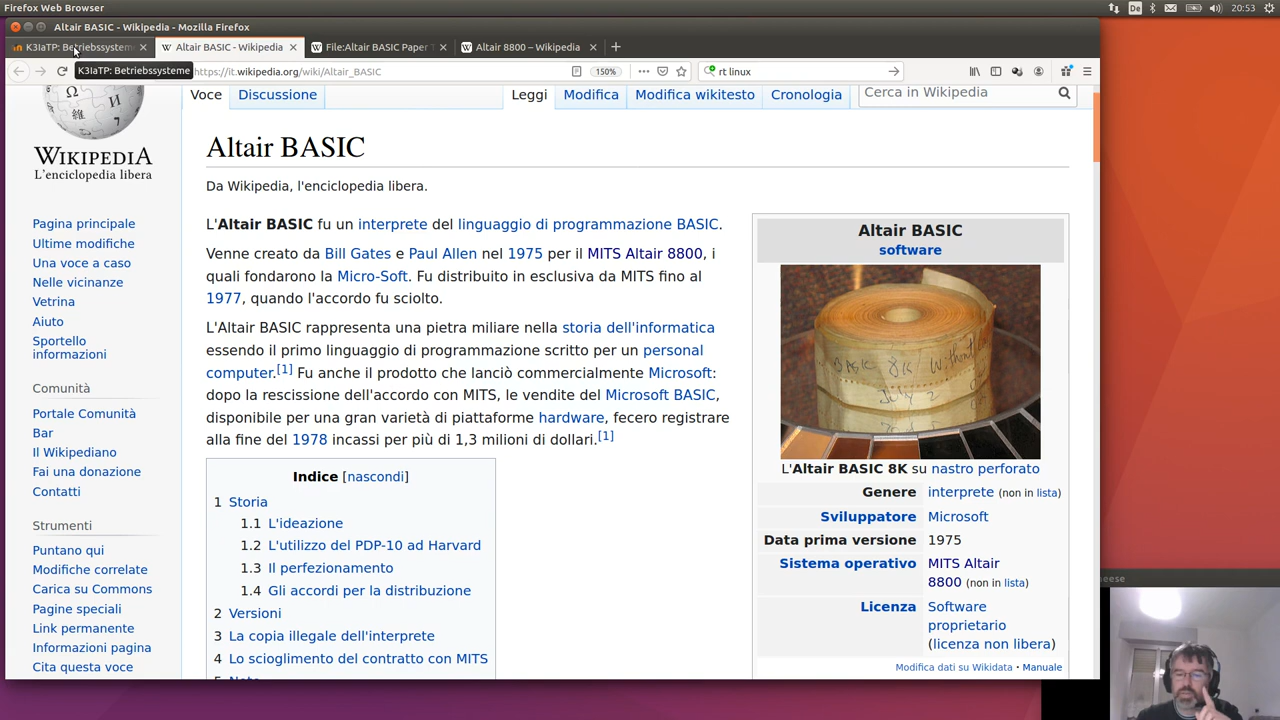 Firefox Web Browser
De
20:53
Altair BASIC - Wikipedia - Mozilla Firefox
K3IaTP: Betriebssysteme
Altair BASIC - Wikipedia
File:Altair BASIC Paper T
Altair 8800 – Wikipedia
K3IaTP: Betriebssysteme
https://it.wikipedia.org/wiki/Altair_BASIC
150%
rt linux
Voce
Discussione
Leggi
Modifica
Modifica wikitesto
Cronologia
Cerca in Wikipedia
WIKIPEDIA
L'enciclopedia libera
Pagina principale
Ultime modifiche
Una voce a caso
Nelle vicinanze
Vetrina
Aiuto
Sportello
informazioni
Comunità
Portale Comunità
Bar
Il Wikipediano
Fai una donazione
Contatti
Strumenti
Puntano qui
Modifiche correlate
Carica su Commons
Pagine speciali
Link permanente
Informazioni pagina
Cita questa voce
Altair BASIC
Da Wikipedia, l'enciclopedia libera.
L'Altair BASIC fu un interprete del linguaggio di programmazione BASIC.
Venne creato da Bill Gates e Paul Allen nel 1975 per il MITS Altair 8800, i
quali fondarono la Micro-Soft. Fu distribuito in esclusiva da MITS fino al
1977, quando l'accordo fu sciolto.
L'Altair BASIC rappresenta una pietra miliare nella storia dell'informatica
essendo il primo linguaggio di programmazione scritto per un personal
computer.[1] Fu anche il prodotto che lanciò commercialmente Microsoft:
dopo la rescissione dell'accordo con MITS, le vendite del Microsoft BASIC,
disponibile per una gran varietà di piattaforme hardware, fecero registrare
alla fine del 1978 incassi per più di 1,3 milioni di dollari.[1]
Indice [nascondi]
1 Storia
1.1 L'ideazione
1.2 L'utilizzo del PDP-10 ad Harvard
1.3 Il perfezionamento
1.4 Gli accordi per la distribuzione
2 Versioni
3 La copia illegale dell'interprete
4 Lo scioglimento del contratto con MITS
Altair BASIC
software
BASIC 8K Without
July 2
L'Altair BASIC 8K su nastro perforato
Genere interprete (non in lista)
Sviluppatore Microsoft
Data prima versione 1975
Sistema operativo MITS Altair
8800 (non in lista)
Licenza Software
proprietario
(licenza non libera)
Modifica dati su Wikidata • Manuale